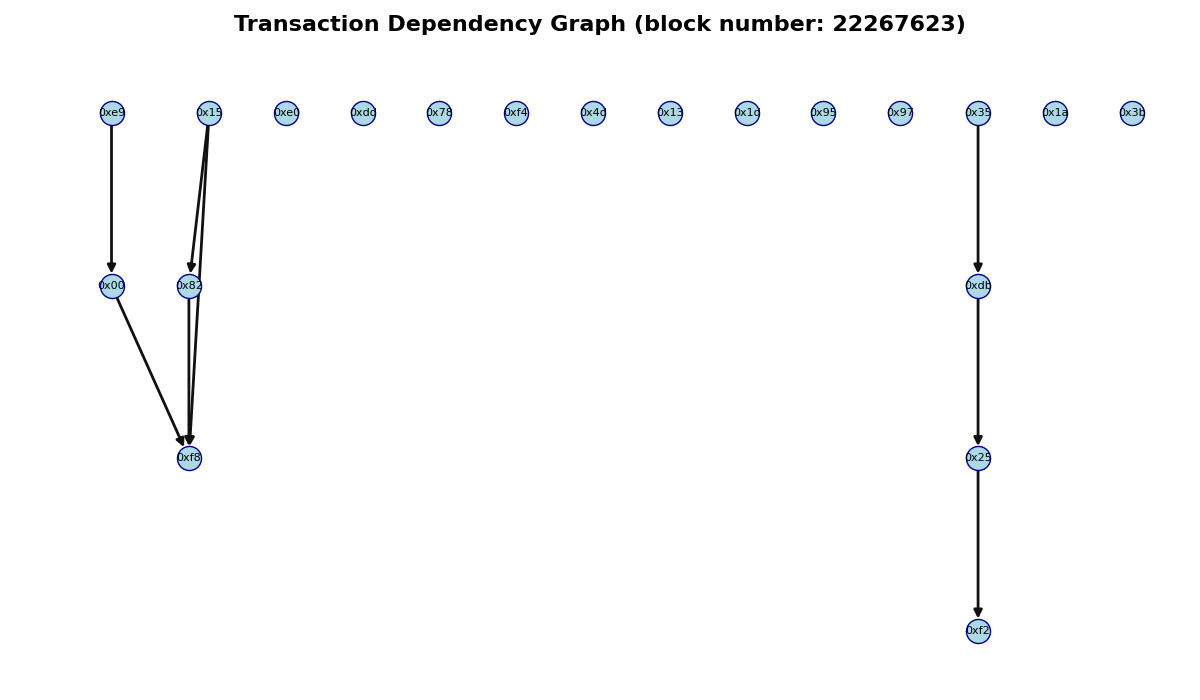 Transaction Dependency Graph (block number: 22267623)
0xe9 0x15 0xe0 0xdd 0x78 0xf4 0x4d 0x13 0x1d 0x95 0x97 0x35 0x1a 0x3b
0x00 0x82 0xdb
0xf8 0x25
0xf2